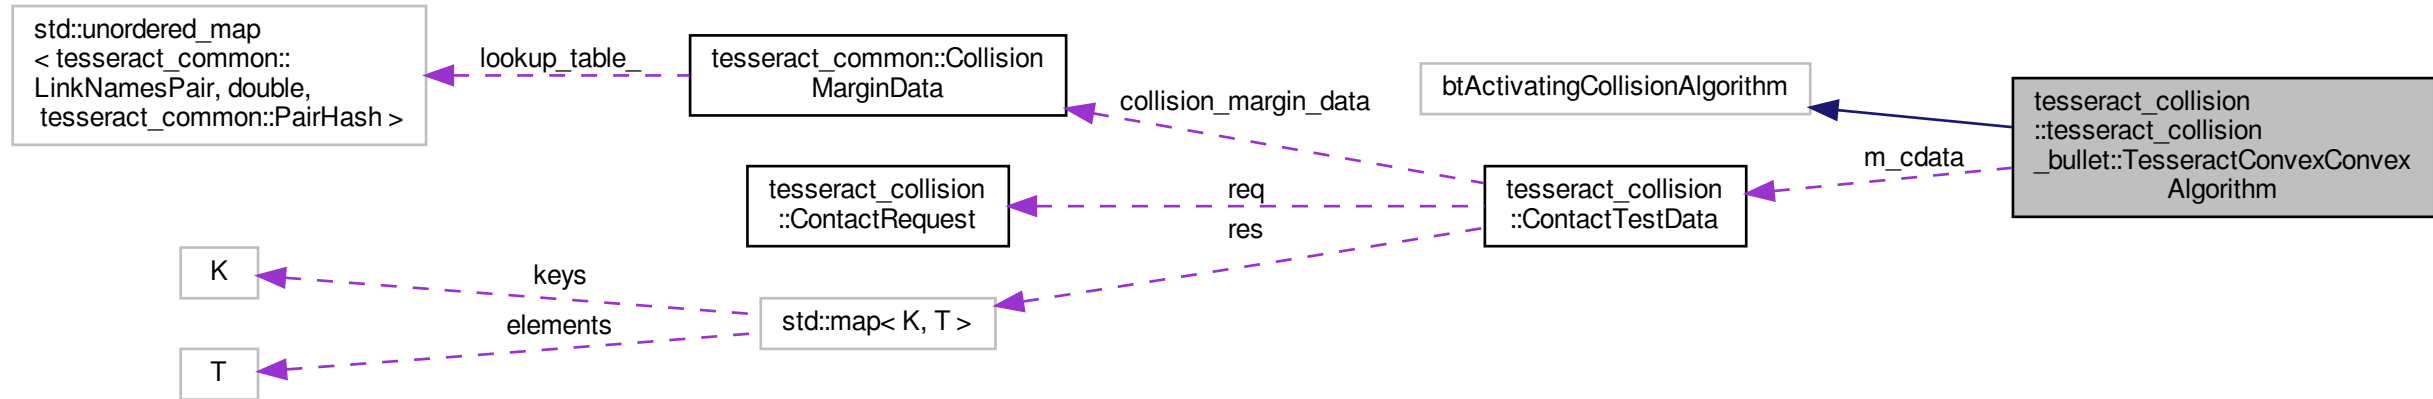 std::unordered_map
< tesseract_common::
LinkNamesPair, double,
tesseract_common::PairHash >
lookup_table_
tesseract_common::Collision
MarginData
collision_margin_data
btActivatingCollisionAlgorithm
tesseract_collision
::tesseract_collision
_bullet::TesseractConvexConvex
Algorithm
m_cdata
tesseract_collision
::ContactRequest
req
res
tesseract_collision
::ContactTestData
K
keys
elements
std::map< K, T >
T